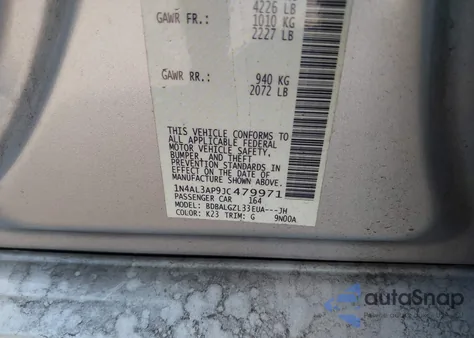 4226 LB
GAWR FR.: 1010 KG
2227 LB
GAWR RR.: 940 KG
2072 LB
THIS VEHICLE CONFORMS TO
ALL APPLICABLE FEDERAL
MOTOR VEHICLE SAFETY,
BUMPER, AND THEFT
PREVENTION STANDARDS IN
EFFECT ON THE DATE OF
MANUFACTURE SHOWN ABOVE.
1N4AL3AP9JC479971
PASSENGER CAR 164
MODEL: BDBALGZL33EUA---JH
COLOR: K23 TRIM: G 9N00A
autoSnap